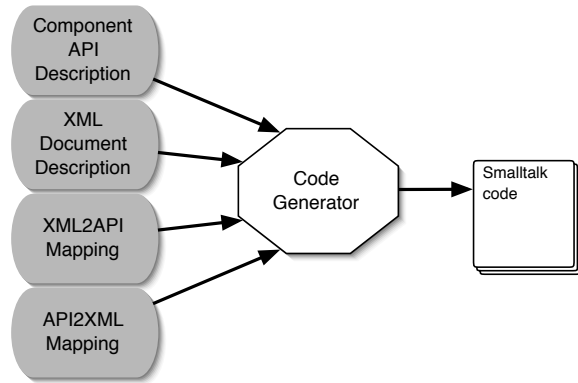 Component
API
Description
XML
Document
Description
XML2API
Mapping
API2XML
Mapping
Code
Generator
Smalltalk
code